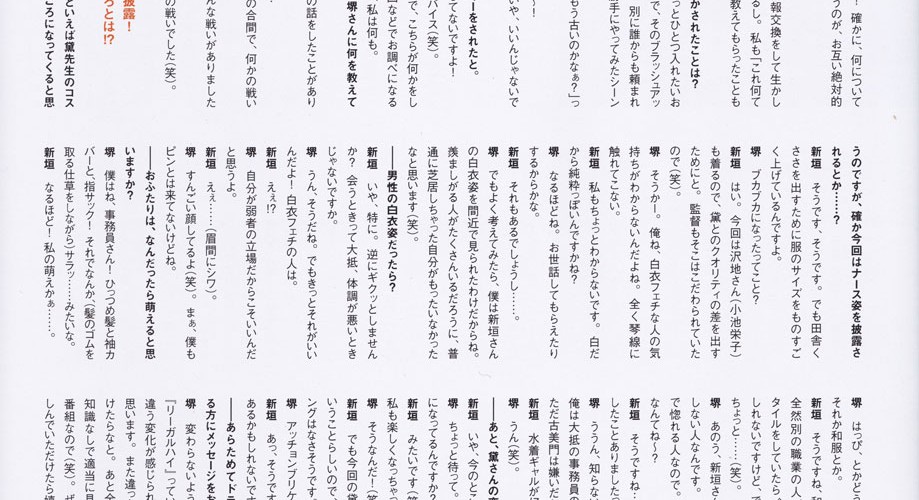 ！ 確かに、何について
うのですが、お互い絶対的
報交換をして生かし
るし。私も「これ何て
教えてもらったことも
かされたことは？
っとひとつ入れたいお
で、そのブラッシュアッ
別に誰からも頼まれ
手にやってみたシーン
もう古いのかなぁ？」っ
〜！
いや、いいんじゃないで
ーをされたと。
てないですよ！
バイス（笑）。
で、こちらが何かをし
などでお調べになる
私は何も。
堺さんに何を教えて
の話をしたことがあり
の合間で、何かの戦い
んな戦いがありました
の戦いでした（笑）。
披露！
ろとは!?
といえば黛先生のコス
ころになってくると思
うのですが、確か今回はナース姿を披露さ
れるとか……？
新垣　そうです、そうです。でも田舎く
ささを出すために服のサイズをものすご
く上げているんですよ。
堺　ブカブカになったってこと？
新垣　はい。今回は沢地さん（小池栄子）
も着るので、黛とのクオリティの差を出す
ためにと。監督もそこはこだわられていた
ので（笑）。
堺　そうかー。俺ね、白衣フェチな人の気
持ちがわからないんだよね。全く琴線に
触れてこない。
新垣　私もちょっとわからないです。白だ
から純粋っぽいんですかね？
堺　なるほどね。お世話してもらえたり
するからかな。
新垣　それもあるでしょうし……。
堺　でもよく考えてみたら、僕は新垣さん
の白衣姿を間近で見られたわけだからね。
羨ましがる人がたくさんいるだろうに、普
通に芝居しちゃった自分がもったいなかった
なと思います（笑）。
――男性の白衣姿だったら？
新垣　いや、特に。逆にギクッとしません
か？　会うときって大抵、体調が悪いとき
じゃないですか。
堺　うん、そうだね。でもきっとそれがいい
んだよ！ 白衣フェチの人は。
新垣　えぇ!?
堺　自分が弱者の立場だからこそいいんだ
と思うよ。
新垣　えぇ……（眉間にシワ）。
堺　すんごい顔してるよ（笑）。まぁ、僕も
ピンとは来てないけどね。
――おふたりは、なんだったら萌えると思
いますか？
堺　僕はね、事務員さん！ ひっつめ髪と袖カ
バーと、指サック！ それでなんか（髪のゴムを
取る仕草をしながら）サラッ……みたいな。
新垣　なるほど！ 私の萌えかぁ……。
堺　はっぴ、とかどう
それか和服とか。
新垣　そうですね、
全然別の職業の人
タイルをしていたら
しれないですけど、
ちょっと……（笑）。
堺　あのう、新垣さ
しない人なんです。
で惚れる人なので。
なんてね〜？
新垣　そうですね
したことありました
堺　ううん、知らな
俺は大抵の事務員の
ただ古美門は嫌いだ
新垣　水着ギャルが
堺　うん（笑）。
――あと、黛さんの
新垣　いや、今のとこ
堺　ちょっと待って。
になってるんですか
新垣　みたいです（笑
私も楽しくなっちゃ
堺　そうなんだ！（笑
新垣　でも今回の黛
いうことらしいので、
ングはなさそうです。
堺　アッチョンブリケ
新垣　あっ、そうです
あるかもしれないです
――あらためてドラ
る方にメッセージをお
堺　変わらないよう
『リーガルハイ』ってい
違う変化が感じられ
思います。また違っ
けたらなと。あと全
知識なしで適当に見
番組なので（笑）。ぜ
しんでいただけたら嬉